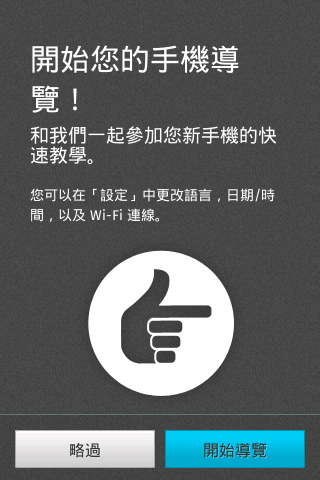 開始您的手機導
覽！
和我們一起參加您新手機的快
速教學。
您可以在「設定」中更改語言，日期/時
間，以及 Wi-Fi 連線。
略過
開始導覽